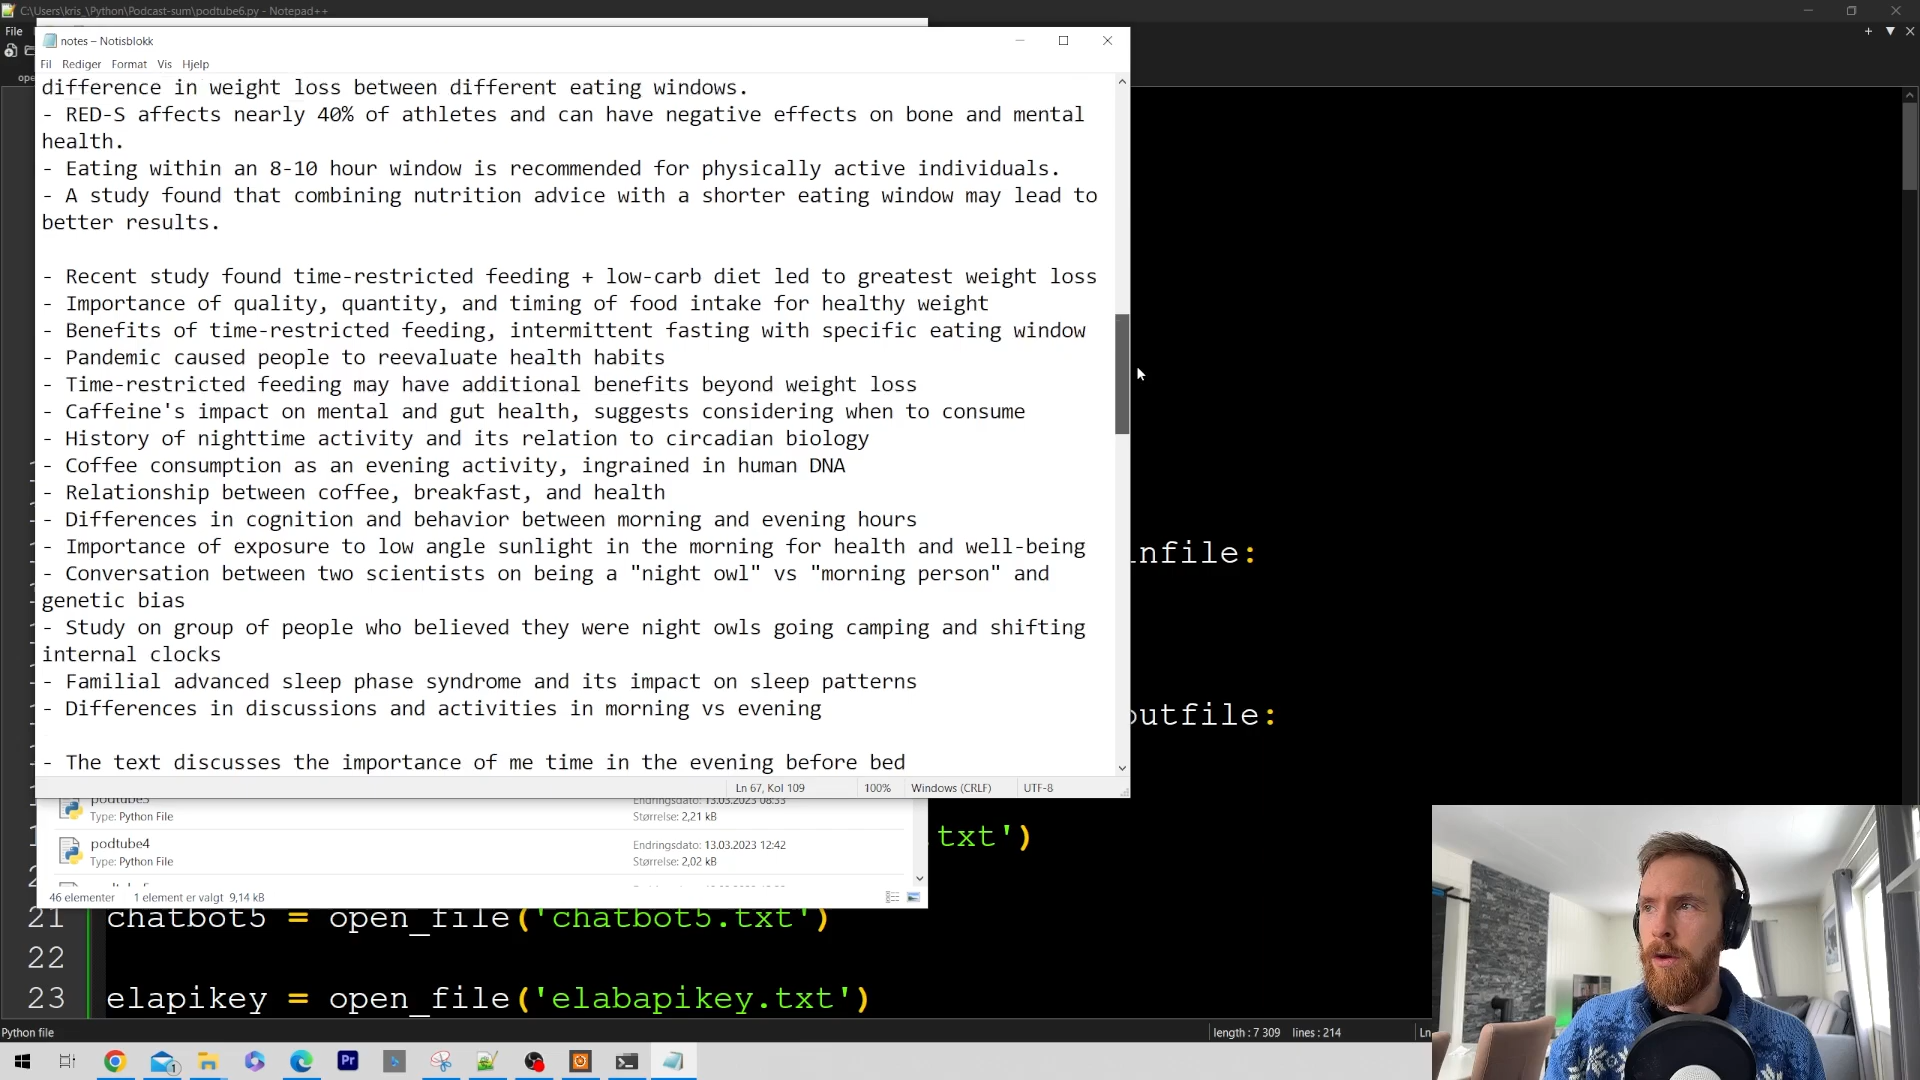 C:\Users\kris_\Python\Podcast-sum\podtube6.py - Notepad++
File
notes – Notisblokk
Fil Rediger Format Vis Hjelp
difference in weight loss between different eating windows.
- RED-S affects nearly 40% of athletes and can have negative effects on bone and mental
health.
- Eating within an 8-10 hour window is recommended for physically active individuals.
- A study found that combining nutrition advice with a shorter eating window may lead to
better results.
- Recent study found time-restricted feeding + low-carb diet led to greatest weight loss
- Importance of quality, quantity, and timing of food intake for healthy weight
- Benefits of time-restricted feeding, intermittent fasting with specific eating window
- Pandemic caused people to reevaluate health habits
- Time-restricted feeding may have additional benefits beyond weight loss
- Caffeine's impact on mental and gut health, suggests considering when to consume
- History of nighttime activity and its relation to circadian biology
- Coffee consumption as an evening activity, ingrained in human DNA
- Relationship between coffee, breakfast, and health
- Differences in cognition and behavior between morning and evening hours
- Importance of exposure to low angle sunlight in the morning for health and well-being
- Conversation between two scientists on being a "night owl" vs "morning person" and
genetic bias
- Study on group of people who believed they were night owls going camping and shifting
internal clocks
- Familial advanced sleep phase syndrome and its impact on sleep patterns
- Differences in discussions and activities in morning vs evening
- The text discusses the importance of me time in the evening before bed
Ln 67, Kol 109 100% Windows (CRLF) UTF-8
infile:
outfile:
.txt')
Type: Python File Størrelse: 2,21 kB
podtube4 Endringsdato: 13.03.2023 12:42
Type: Python File Størrelse: 2,02 kB
46 elementer 1 element er valgt 9,14 kB
21 chatbot5 = open_file('chatbot5.txt')
22
23 elapikey = open_file('elabapikey.txt')
Python file length : 7 309 lines : 214 Ln